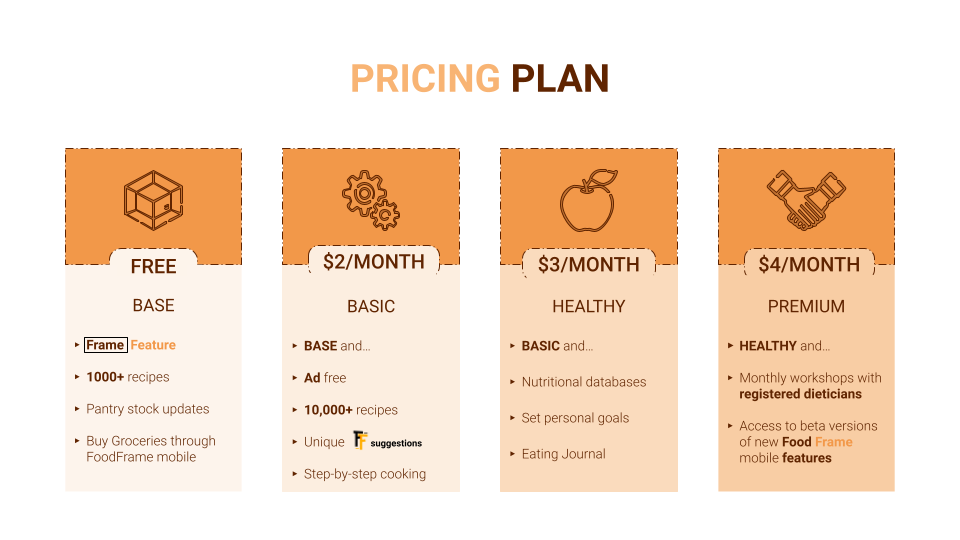 PRICING PLAN
FREE
BASE
Frame Feature
1000+ recipes
Pantry stock updates
Buy Groceries through
FoodFrame mobile
$2/MONTH
BASIC
BASE and...
Ad free
10,000+ recipes
Unique FF suggestions
Step-by-step cooking
$3/MONTH
HEALTHY
BASIC and...
Nutritional databases
Set personal goals
Eating Journal
$4/MONTH
PREMIUM
HEALTHY and...
Monthly workshops with
registered dieticians
Access to beta versions
of new Food Frame
mobile features